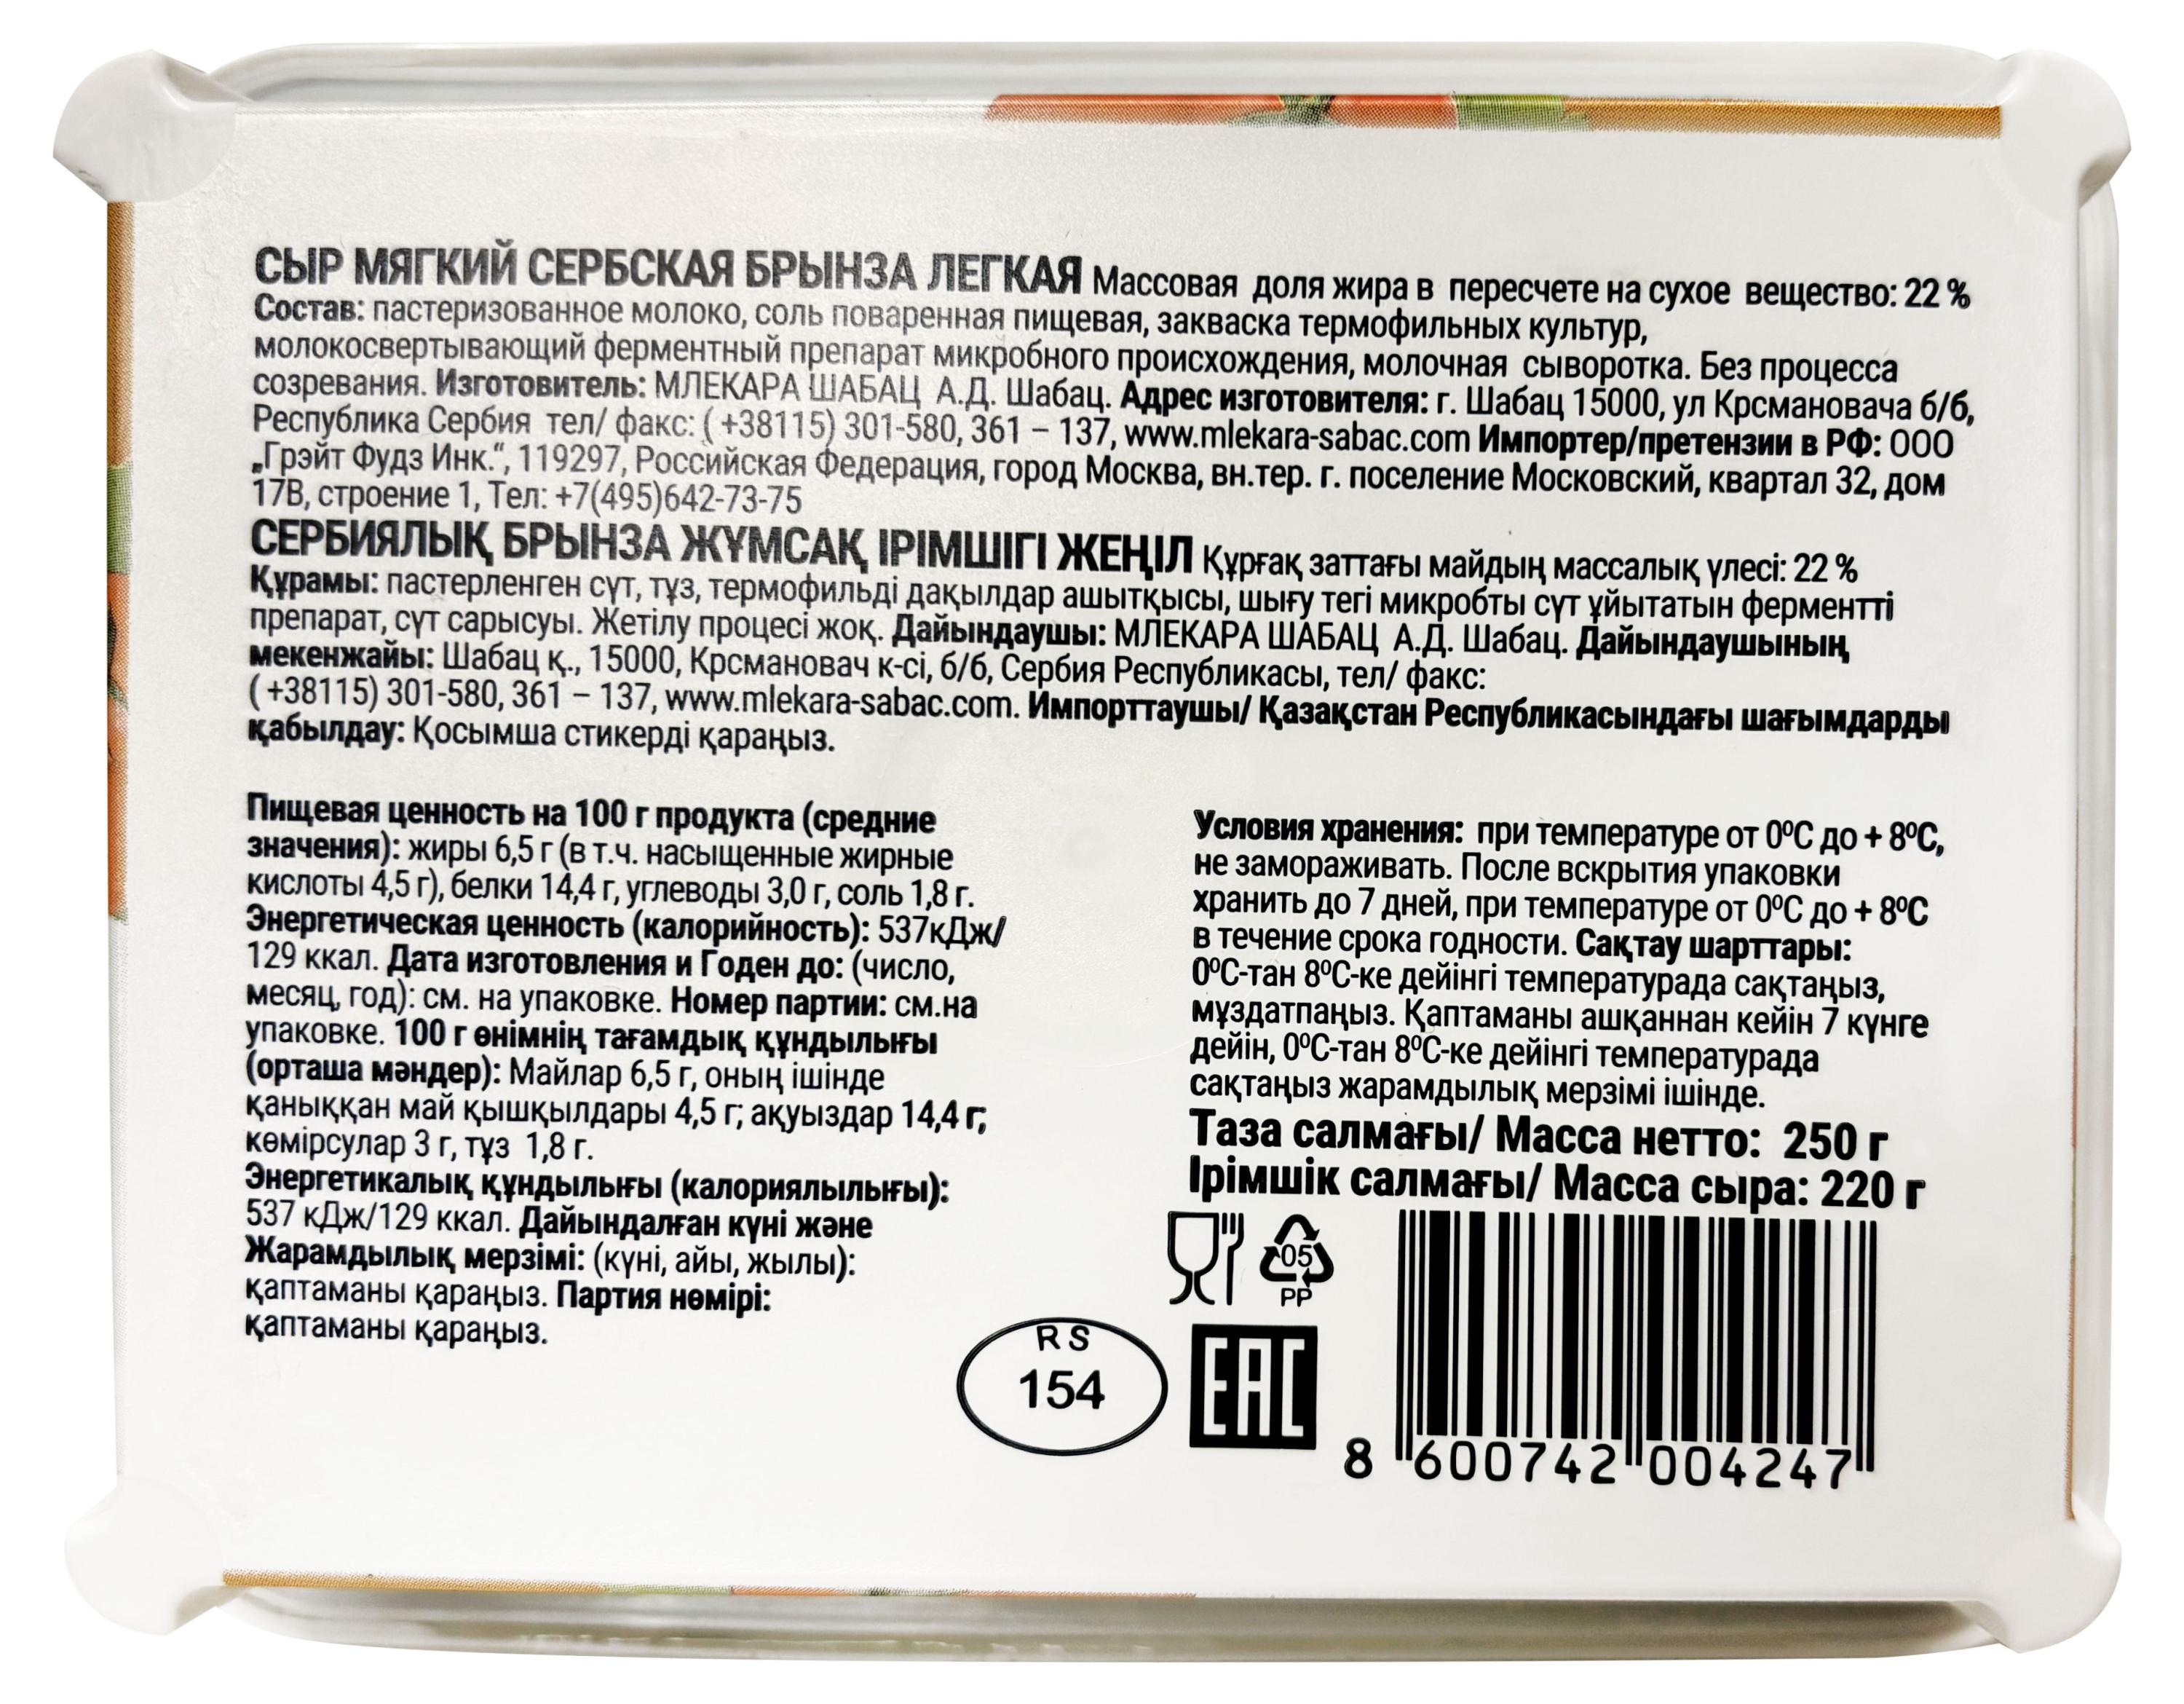 СЫР МЯГКИЙ СЕРБСКАЯ БРЫНЗА ЛЕГКАЯ Массовая доля жира в пересчете на сухое вещество: 22 %
Состав: пастеризованное молоко, соль поваренная пищевая, закваска термофильных культур,
молокосвертывающий ферментный препарат микробного происхождения, молочная сыворотка. Без процесса
созревания. Изготовитель: МЛЕКАРА ШАБАЦ А.Д. Шабац. Адрес изготовителя: г. Шабац 15000, ул Крсмановача б/б,
Республика Сербия тел/ факс: ( +38115) 301-580, 361 – 137, www.mlekara-sabac.com Импортер/претензии в РФ: ООО
„Грэйт Фудз Инк.“, 119297, Российская Федерация, город Москва, вн.тер. г. поселение Московский, квартал 32, дом
17В, строение 1, Тел: +7(495)642-73-75
СЕРБИЯЛЫҚ БРЫНЗА ЖҰМСАҚ ІРІМШІГІ ЖЕҢІЛ Құрғақ заттағы майдың массалық үлесі: 22 %
Құрамы: пастерленген сүт, тұз, термофильді дақылдар ашытқысы, шығу тегі микробты сүт ұйытатын ферментті
препарат, сүт сарысуы. Жетілу процесі жоқ. Дайындаушы: МЛЕКАРА ШАБАЦ А.Д. Шабац. Дайындаушының
мекенжайы: Шабац қ., 15000, Крсмановач к-сі, б/б, Сербия Республикасы, тел/ факс:
( +38115) 301-580, 361 – 137, www.mlekara-sabac.com. Импорттаушы/ Қазақстан Республикасындағы шағымдарды
қабылдау: Қосымша стикерді қараңыз.
Пищевая ценность на 100 г продукта (средние
значения): жиры 6,5 г (в т.ч. насыщенные жирные
кислоты 4,5 г), белки 14,4 г, углеводы 3,0 г, соль 1,8 г.
Энергетическая ценность (калорийность): 537кДж/
129 ккал. Дата изготовления и Годен до: (число,
месяц, год): см. на упаковке. Номер партии: см.на
упаковке. 100 г өнімнің тағамдық құндылығы
(орташа мәндер): Майлар 6,5 г, оның ішінде
қаныққан май қышқылдары 4,5 г; ақуыздар 14,4 г;
көмірсулар 3 г, тұз 1,8 г.
Энергетикалық құндылығы (калориялылығы):
537 кДж/129 ккал. Дайындалған күні және
Жарамдылық мерзімі: (күні, айы, жылы):
қаптаманы қараңыз. Партия нөмірі:
қаптаманы қараңыз.
Условия хранения: при температуре от 0⁰С до + 8⁰С,
не замораживать. После вскрытия упаковки
хранить до 7 дней, при температуре от 0⁰С до + 8⁰С
в течение срока годности. Сақтау шарттары:
0⁰С-тан 8⁰С-ке дейінгі температурада сақтаңыз,
мұздатпаңыз. Қаптаманы ашқаннан кейін 7 күнге
дейін, 0⁰С-тан 8⁰С-ке дейінгі температурада
сақтаңыз жарамдылық мерзімі ішінде.
Таза салмағы/ Масса нетто: 250 г
Ірімшік салмағы/ Масса сыра: 220 г
05
PP
RS
154
EAC
8 600742 004247